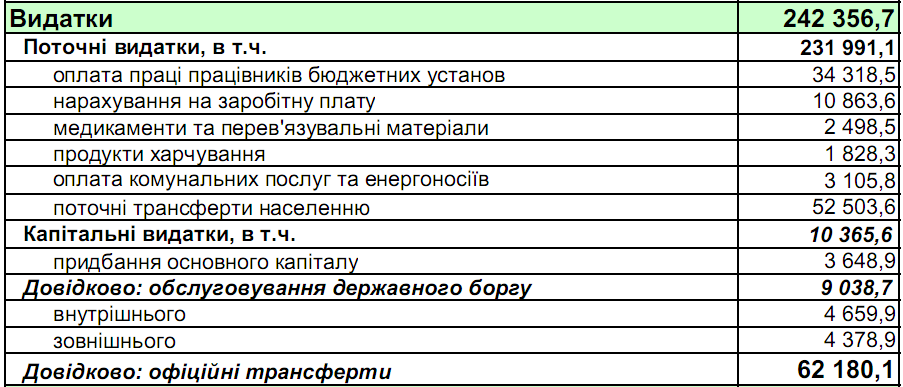 Видатки 242 356,7
Поточні видатки, в т.ч. 231 991,1
оплата праці працівників бюджетних установ 34 318,5
нарахування на заробітну плату 10 863,6
медикаменти та перев'язувальні матеріали 2 498,5
продукти харчування 1 828,3
оплата комунальних послуг та енергоносіїв 3 105,8
поточні трансферти населенню 52 503,6
Капітальні видатки, в т.ч. 10 365,6
придбання основного капіталу 3 648,9
Довідково: обслуговування державного боргу 9 038,7
внутрішнього 4 659,9
зовнішнього 4 378,9
Довідково: офіційні трансферти 62 180,1